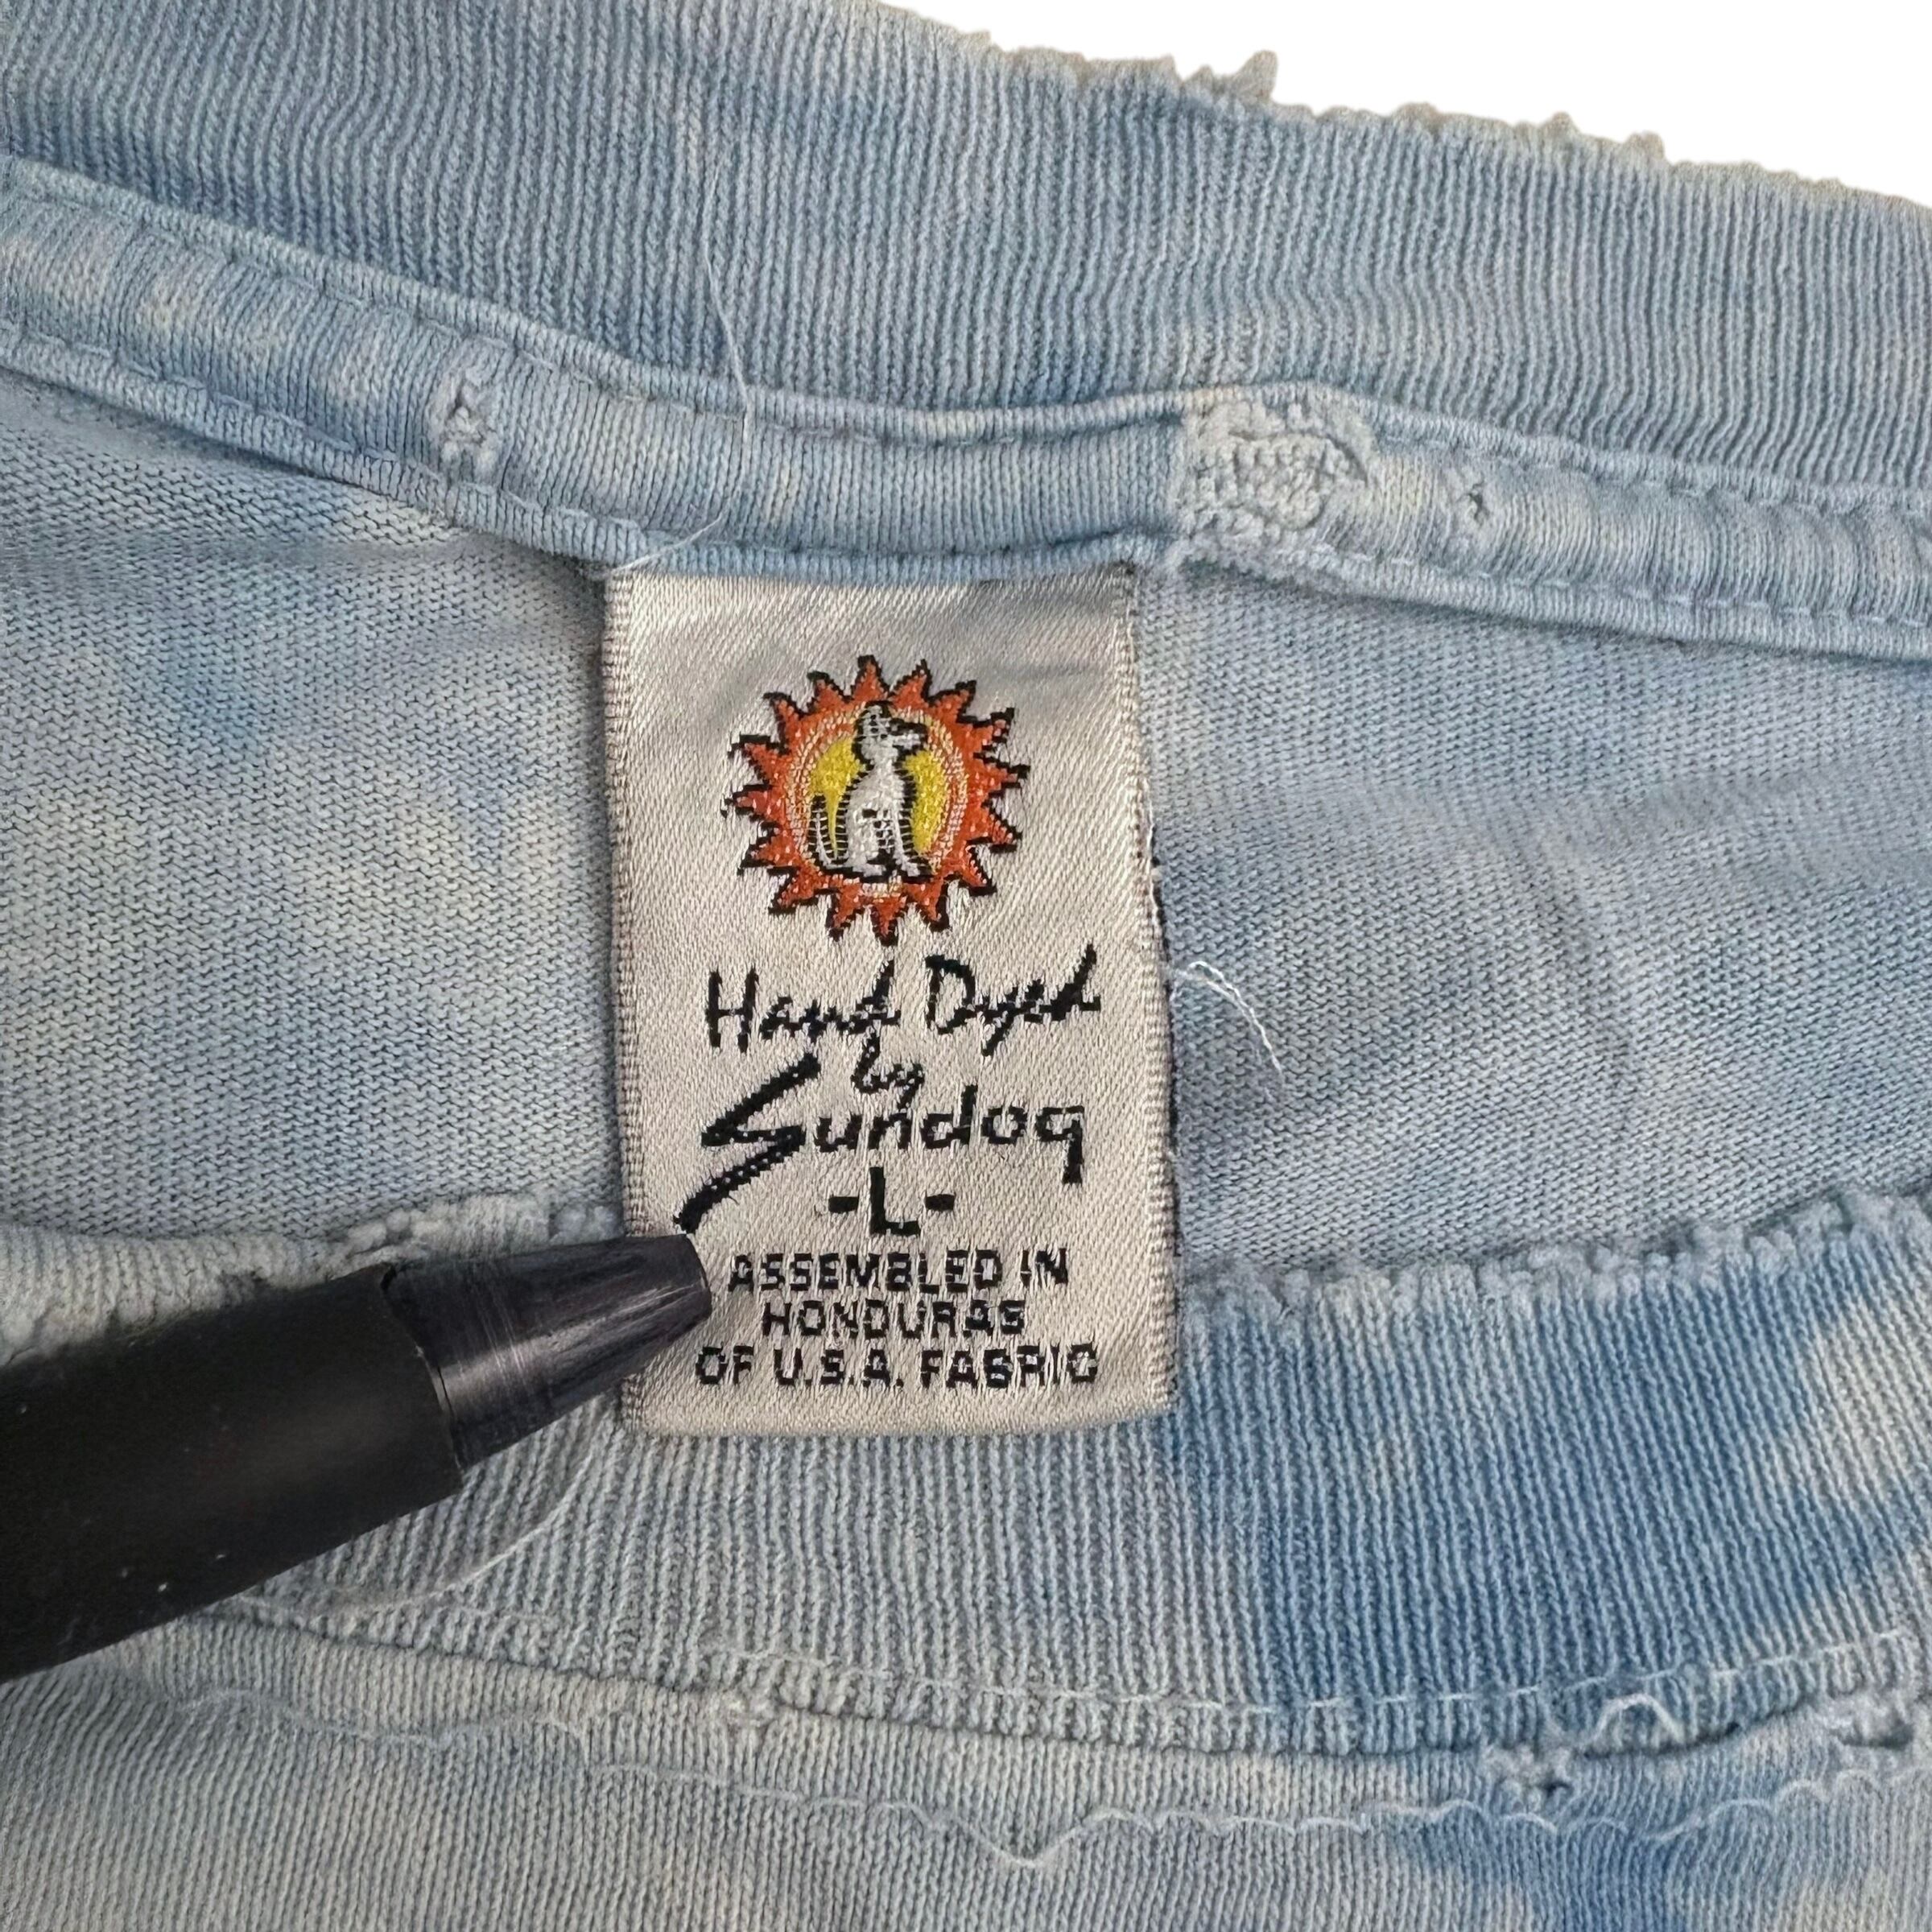 Hand Dyed
by
Sundog
-L-
ASSEMBLED IN
HONDURAS
OF U.S.A. FABRIC